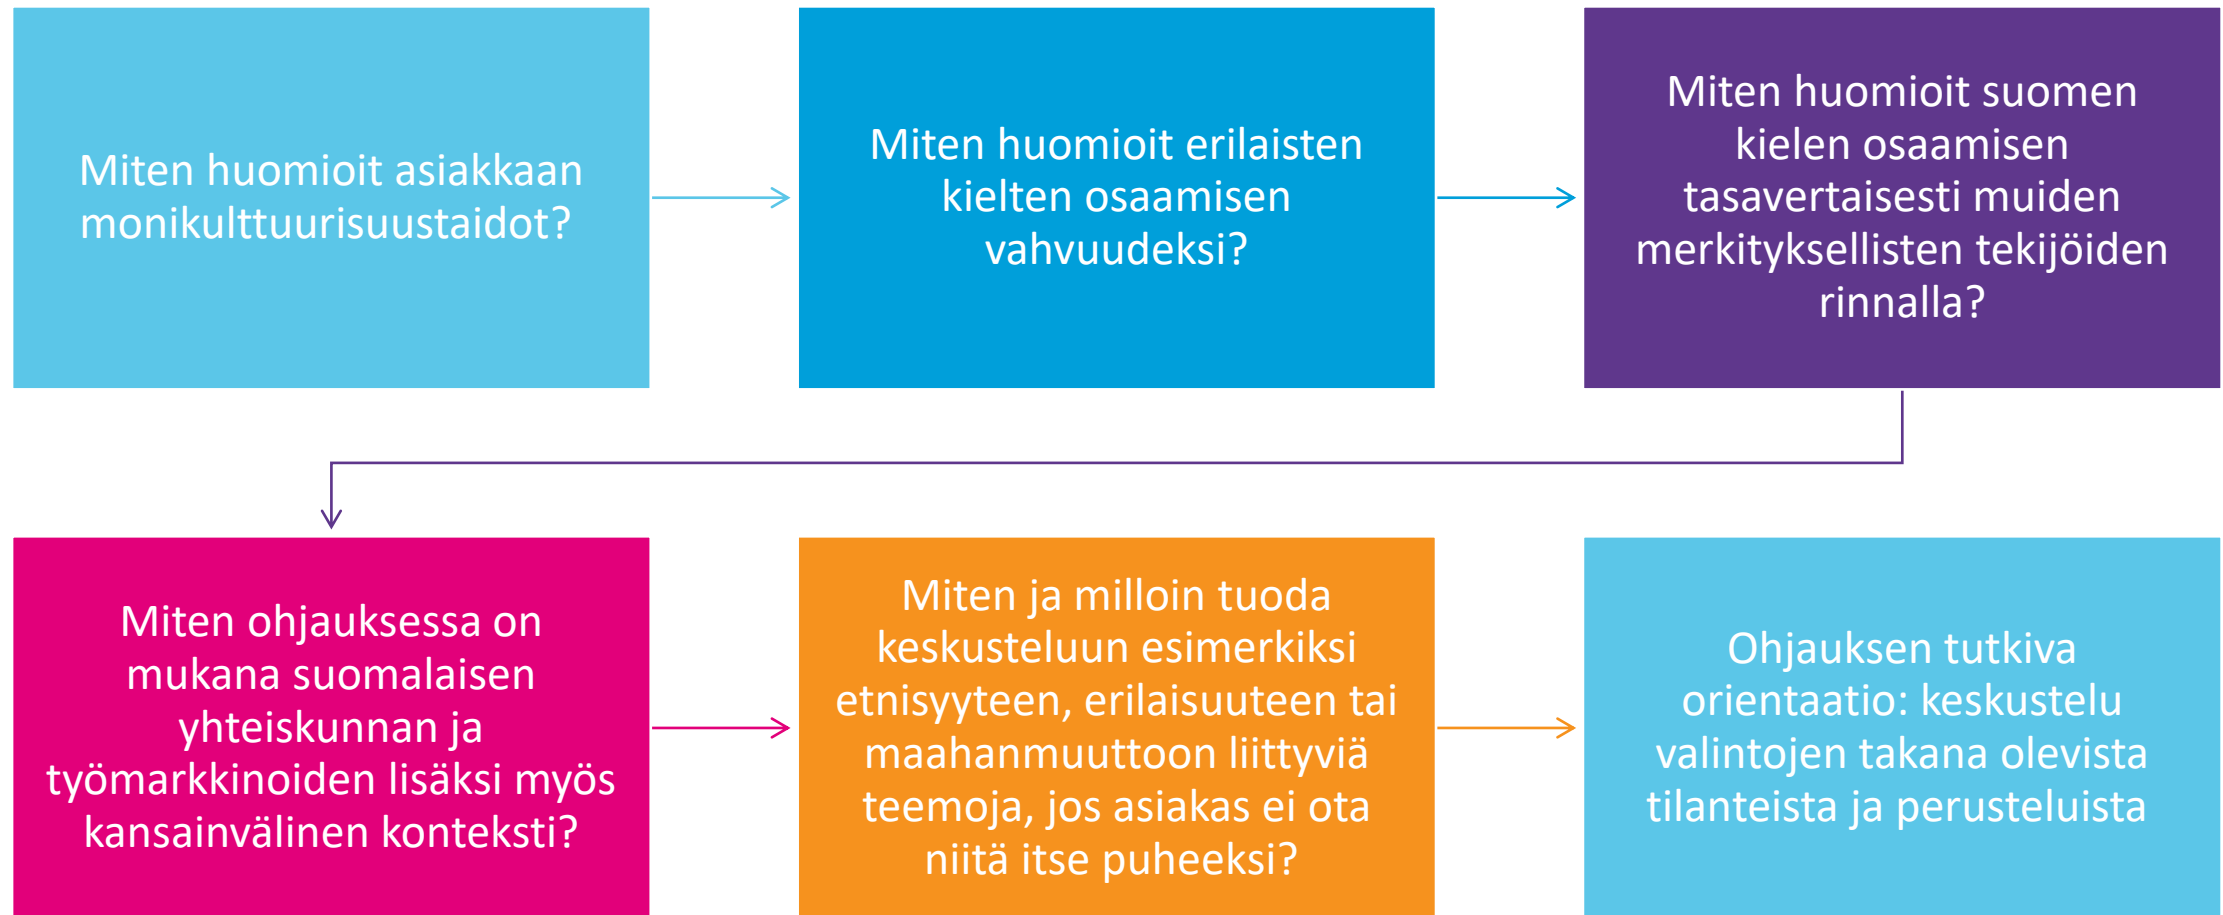 Miten huomioit asiakkaan
monikulttuurisuustaidot?
Miten huomioit erilaisten
kielten osaamisen
vahvuudeksi?
Miten huomioit suomen
kielen osaamisen
tasavertaisesti muiden
merkityksellisten tekijöiden
rinnalla?
Miten ohjauksessa on
mukana suomalaisen
yhteiskunnan ja
työmarkkinoiden lisäksi myös
kansainvälinen konteksti?
Miten ja milloin tuoda
keskusteluun esimerkiksi
etnisyyteen, erilaisuuteen tai
maahanmuuttoon liittyviä
teemoja, jos asiakas ei ota
niitä itse puheeksi?
Ohjauksen tutkiva
orientaatio: keskustelu
valintojen takana olevista
tilanteista ja perusteluista